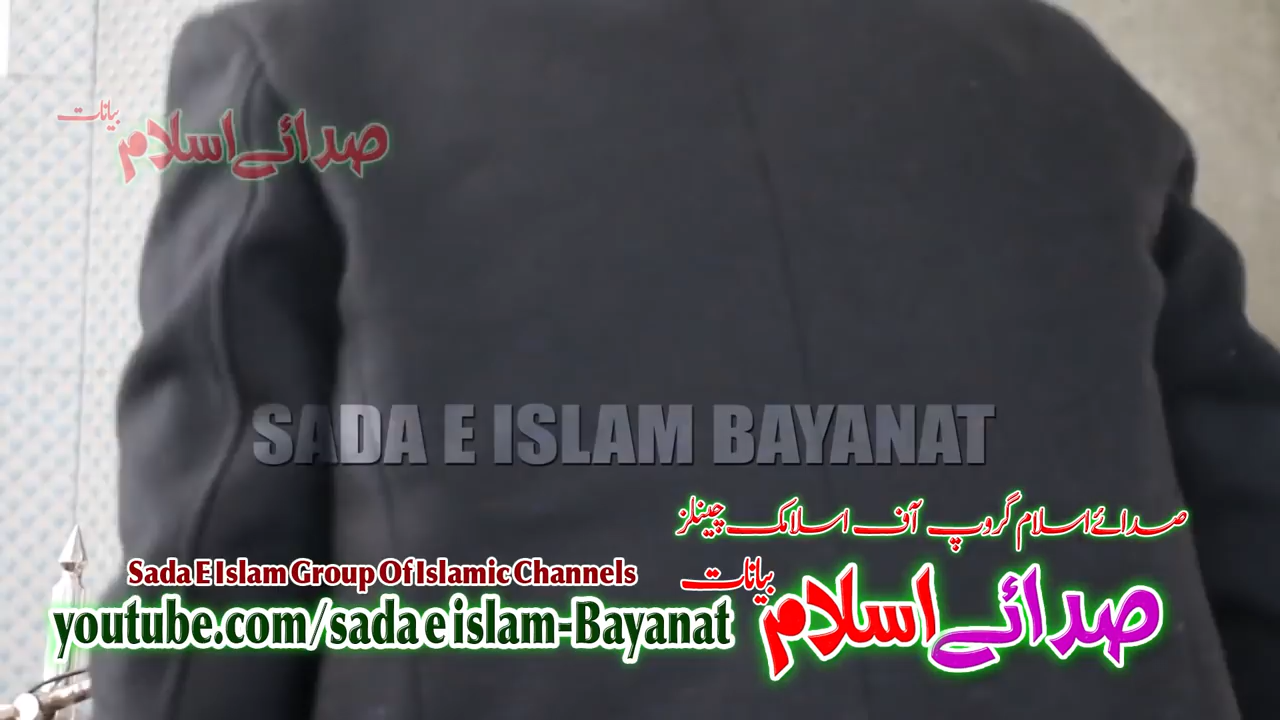 صدائے اسلام بیانات
SADA E ISLAM BAYANAT
صدائے اسلام گروپ آف اسلامک چینلز
Sada E Islam Group Of Islamic Channels
صدائے اسلام بیانات
youtube.com/sada e islam-Bayanat